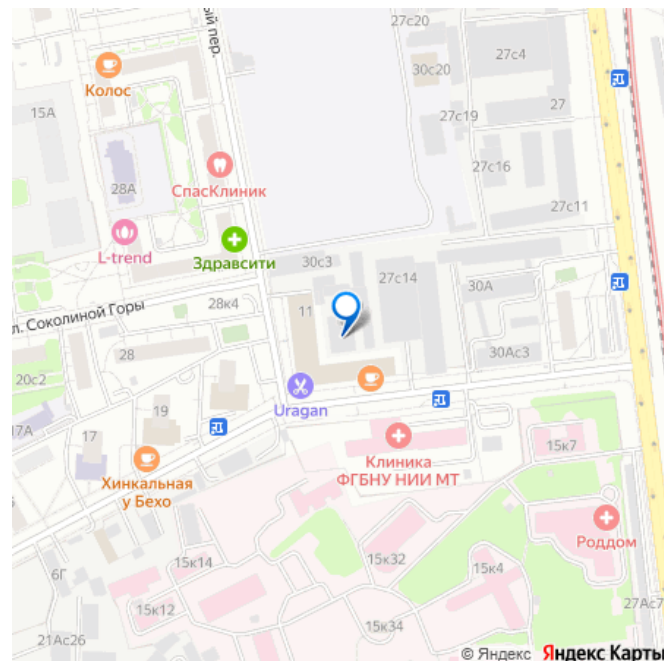 ый пер.
27с20
27с4
Колос
30с20
15А
27с19
27
СпасКлиник
27с16
28А
27с11
L-trend
Здравсити
30с3
27с14
30А
28к4
11
л. Соколиной Горы
28
30Ас3
20с2
Uragan
19
17А
17
Клиника
ФГБНУ НИИ МТ
15к7
Хинкальная
у Бехо
Роддом
15к14
15к32
15к4
6Г
15к12
15к34
27Ас7
21Ас26
© Яндекс Яндекс Карты